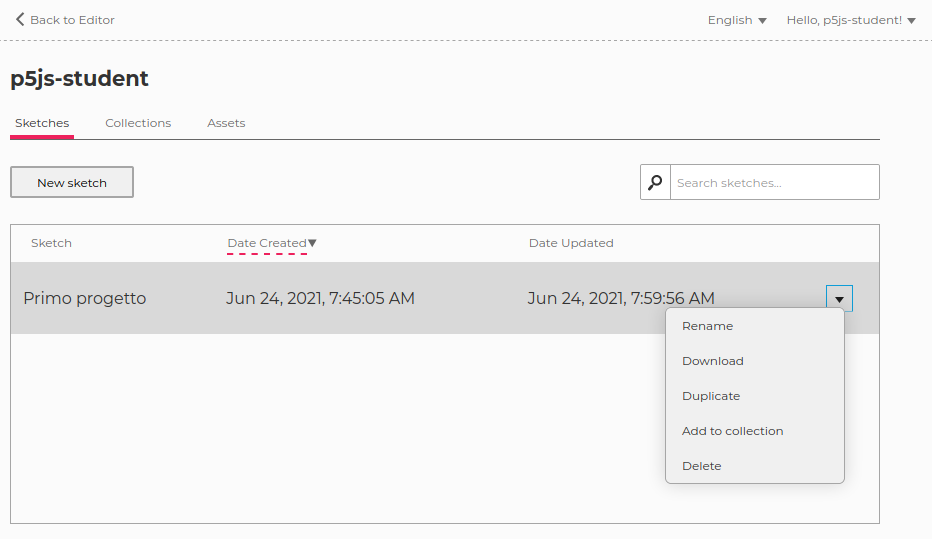 Back to Editor
English
Hello, p5js-student!
p5js-student
Sketches
Collections
Assets
New sketch
Search sketches...
Sketch
Date Created
Date Updated
Primo progetto
Jun 24, 2021, 7:45:05 AM
Jun 24, 2021, 7:59:56 AM
Rename
Download
Duplicate
Add to collection
Delete